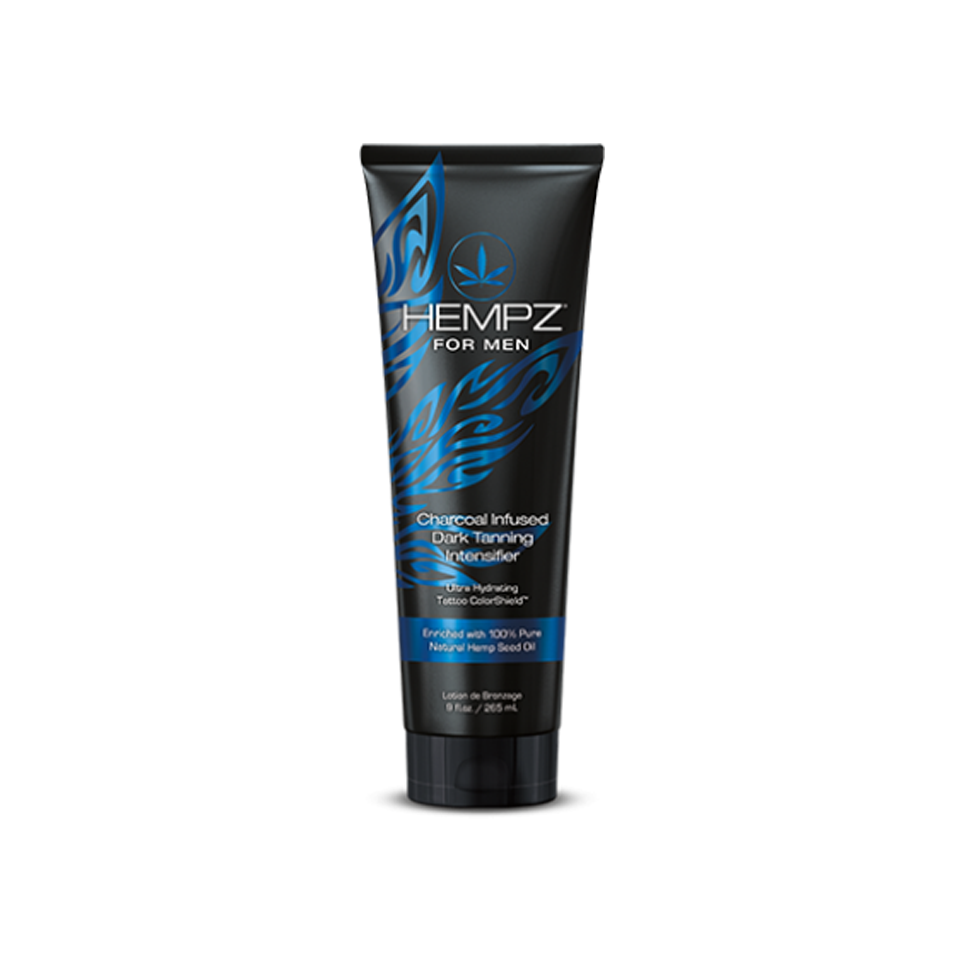 HEMPZ®
FOR MEN
Charcoal Infused
Dark Tanning
Intensifier
Ultra Hydrating
Tattoo ColorShield™
Enriched with 100% Pure
Natural Hemp Seed Oil
Lotion de Bronzage
9 fl.oz. / 265 mL